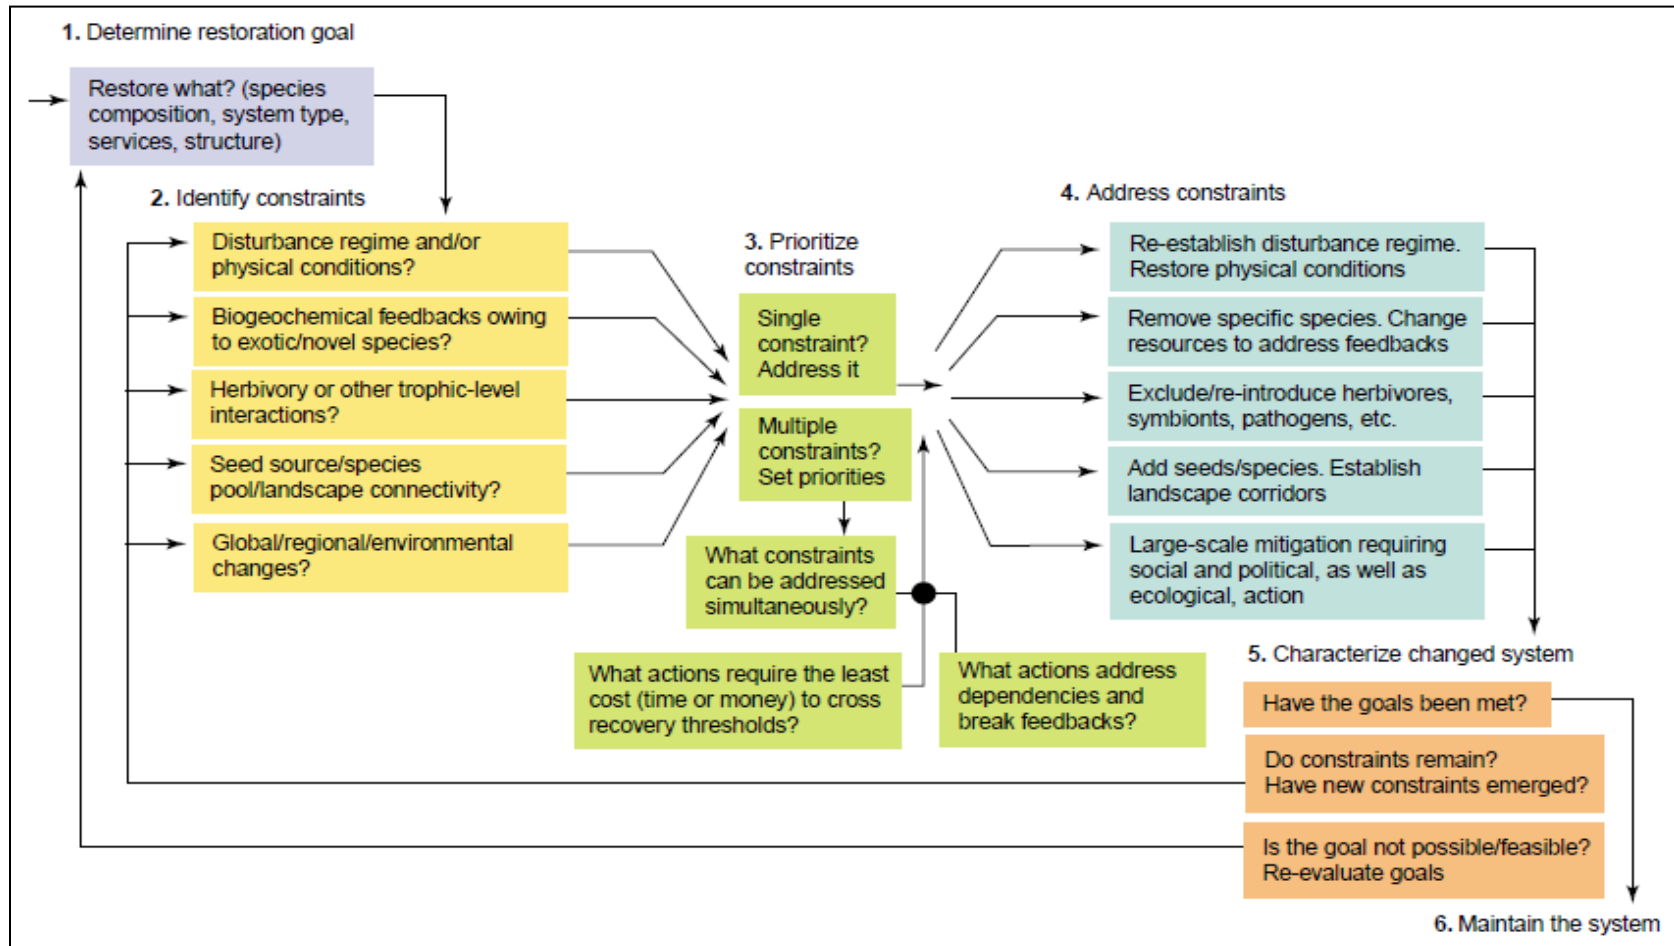 1. Determine restoration goal
Restore what? (species
composition, system type,
services, structure)
2. Identify constraints
Disturbance regime and/or
physical conditions?
Biogeochemical feedbacks owing
to exotic/novel species?
Herbivory or other trophic-level
interactions?
Seed source/species
pool/landscape connectivity?
Global/regional/environmental
changes?
3. Prioritize
constraints
Single
constraint?
Address it
Multiple
constraints?
Set priorities
What constraints
can be addressed
simultaneously?
What actions require the least
cost (time or money) to cross
recovery thresholds?
What actions address
dependencies and
break feedbacks?
4. Address constraints
Re-establish disturbance regime.
Restore physical conditions
Remove specific species. Change
resources to address feedbacks
Exclude/re-introduce herbivores,
symbionts, pathogens, etc.
Add seeds/species. Establish
landscape corridors
Large-scale mitigation requiring
social and political, as well as
ecological, action
5. Characterize changed system
Have the goals been met?
Do constraints remain?
Have new constraints emerged?
Is the goal not possible/feasible?
Re-evaluate goals
6. Maintain the system